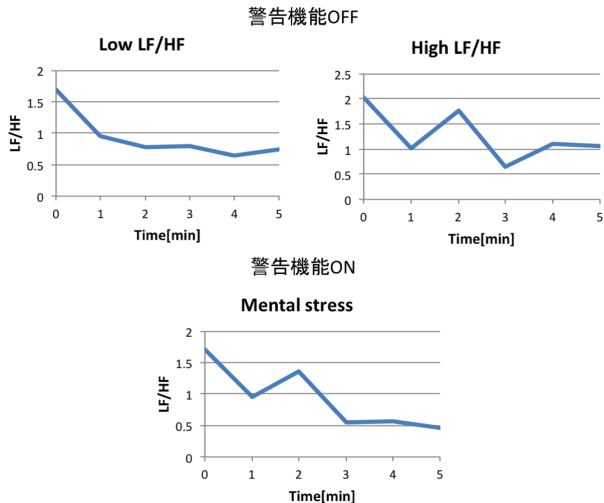 警告機能OFF
Low LF/HF
2
1.5
1
0.5
0
LF/HF
0 1 2 3 4 5
Time[min]
High LF/HF
2.5
2
1.5
1
0.5
0
LF/HF
0 1 2 3 4 5
Time[min]
警告機能ON
Mental stress
2
1.5
1
0.5
0
LF/HF
0 1 2 3 4 5
Time[min]